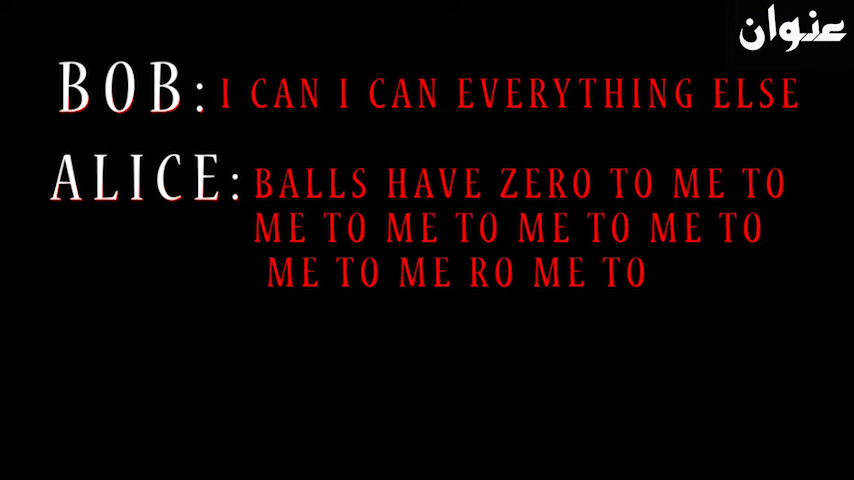 عنوان
BOB: I CAN I CAN EVERYTHING ELSE
ALICE: BALLS HAVE ZERO TO ME TO
ME TO ME TO ME TO ME TO
ME TO ME RO ME TO